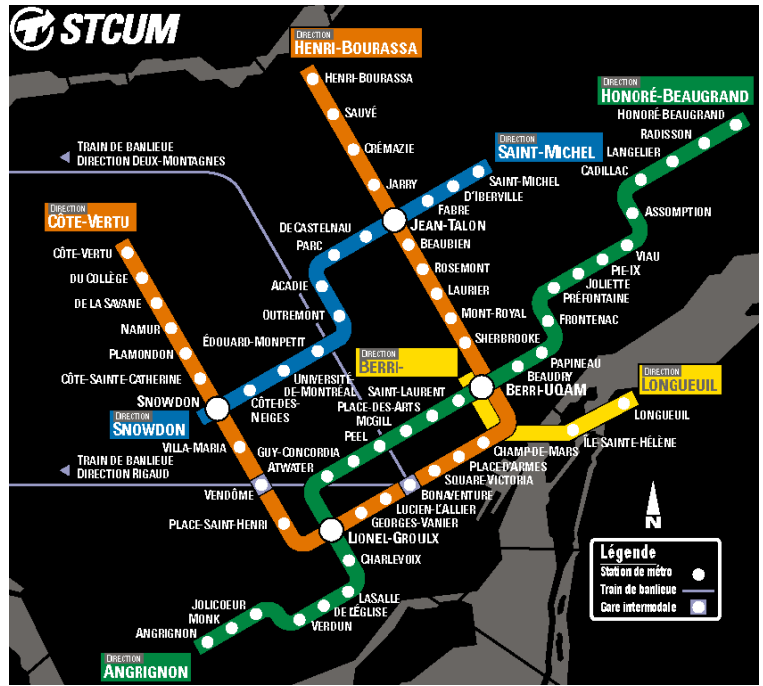 STCUM
DIRECTION
HENRI-BOURASSA
HENRI-BOURASSA
SAUVÉ
CRÉMAZIE
JARRY
JEAN-TALON
BEAUBIEN
ROSEMONT
LAURIER
MONT-ROYAL
SHERBROOKE
BERRI-UQAM
CHAMP-DE-MARS
PLACE D'ARMES
SQUARE-VICTORIA
BONAVENTURE
LUCIEN-L'ALLIER
GEORGES-VANIER
LIONEL-GROULX
PLACE-SAINT-HENRI
VENDÔME
VILLA-MARIA
SNOWDON
CÔTE-SAINTE-CATHERINE
PLAMONDON
NAMUR
DE LA SAVANE
DU COLLÈGE
CÔTE-VERTU
DIRECTION
CÔTE-VERTU
DIRECTION
HONORÉ-BEAUGRAND
HONORÉ-BEAUGRAND
RADISSON
LANGELIER
CADILLAC
ASSOMPTION
VIAU
PIE-IX
JOLIETTE
PRÉFONTAINE
FRONTENAC
PAPINEAU
BEAUDRY
SAINT-LAURENT
PLACE-DES-ARTS
MCGILL
PEEL
GUY-CONCORDIA
ATWATER
CHARLEVOIX
LASALLE
DE L'ÉGLISE
VERDUN
JOLICOEUR
MONK
ANGRIGNON
DIRECTION
ANGRIGNON
DIRECTION
SAINT-MICHEL
SAINT-MICHEL
D'IBERVILLE
FABRE
DE CASTELNAU
PARC
ACADIE
OUTREMONT
ÉDOUARD-MONPETIT
UNIVERSITÉ-
DE-MONTRÉAL
CÔTE-DES-
NEIGES
DIRECTION
SNOWDON
DIRECTION
BERRI-
DIRECTION
LONGUEUIL
LONGUEUIL
ÎLE-SAINTE-HÉLÈNE
TRAIN DE BANLIEUE
DIRECTION DEUX-MONTAGNES
TRAIN DE BANLIEUE
DIRECTION RIGAUD
N
Légende
Station de métro
Train de banlieue
Gare intermodale